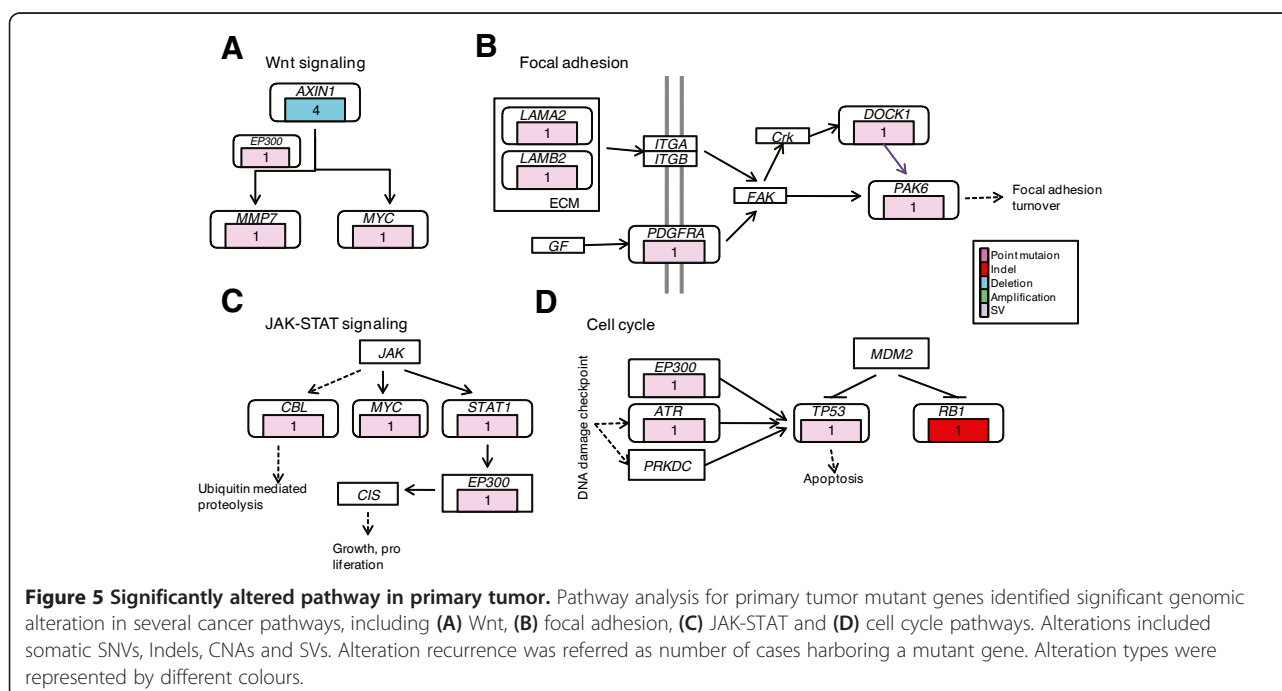 A
Wnt signaling
AXIN1
4
EP300
1
MMP7
1
MYC
1
B
Focal adhesion
LAMA2
1
LAMB2
1
ECM
ITGA
ITGB
GF
PDGFRA
1
FAK
Crk
DOCK1
1
PAK6
1
Focal adhesion
turnover
Point mutaion
Indel
Deletion
Amplification
SV
C
JAK-STAT signaling
JAK
CBL
1
MYC
1
STAT1
1
Ubiquitin mediated
proteolysis
CIS
EP300
1
Growth, pro
liferation
D
Cell cycle
DNA damage checkpoint
EP300
1
ATR
1
PRKDC
TP53
1
Apoptosis
MDM2
RB1
1
Figure 5 Significantly altered pathway in primary tumor. Pathway analysis for primary tumor mutant genes identified significant genomic
alteration in several cancer pathways, including (A) Wnt, (B) focal adhesion, (C) JAK-STAT and (D) cell cycle pathways. Alterations included
somatic SNVs, Indels, CNAs and SVs. Alteration recurrence was referred as number of cases harboring a mutant gene. Alteration types were
represented by different colours.